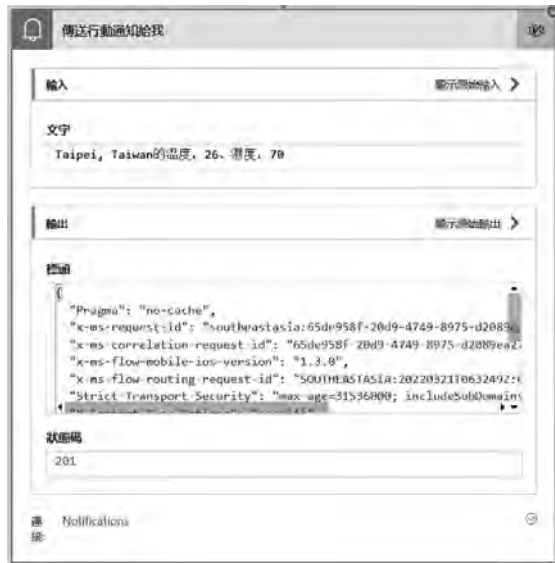 傳送行動通知給我
輸入
顯示原始輸入
文字
Taipei, Taiwan的溫度, 26、溼度, 70
輸出
顯示原始輸出
標頭
{
"Pragma": "no-cache",
"x-ms-request-id": "southeastasia:65de958f-20d9-4749-8975-d2089
"x-ms-correlation-request-id": "65de958f-20d9-4749-8975-d2089ea2
"x-ms-flow-mobile-ios-version": "1.3.0",
"x-ms-flow-routing-request-id": "SOUTHEASTASIA:20220321T063249Z:
"Strict-Transport-Security": "max-age=31536000; includeSubDomains
狀態碼
201
連接:
Notifications